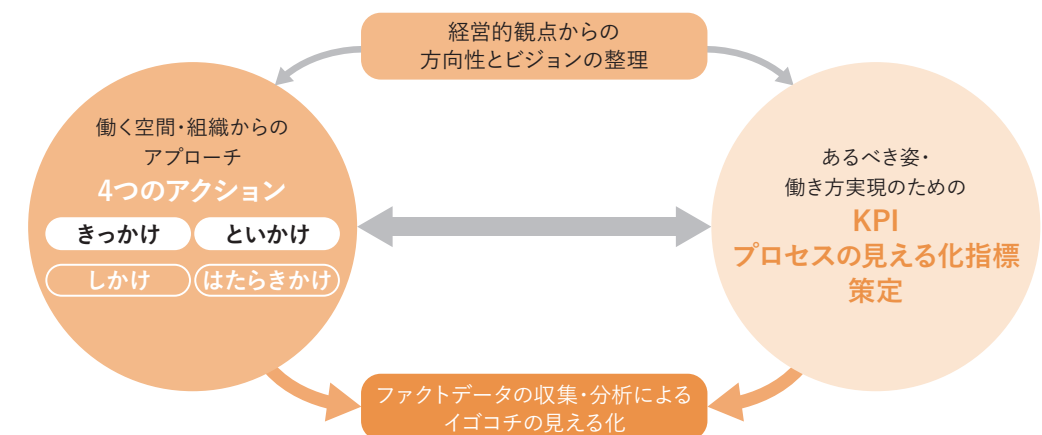 経営的観点からの
方向性とビジョンの整理
働く空間・組織からの
アプローチ
4つのアクション
きっかけ
といかけ
しかけ
はたらきかけ
あるべき姿・
働き方実現のための
KPI
プロセスの見える化指標
策定
ファクトデータの収集・分析による
イゴコチの見える化